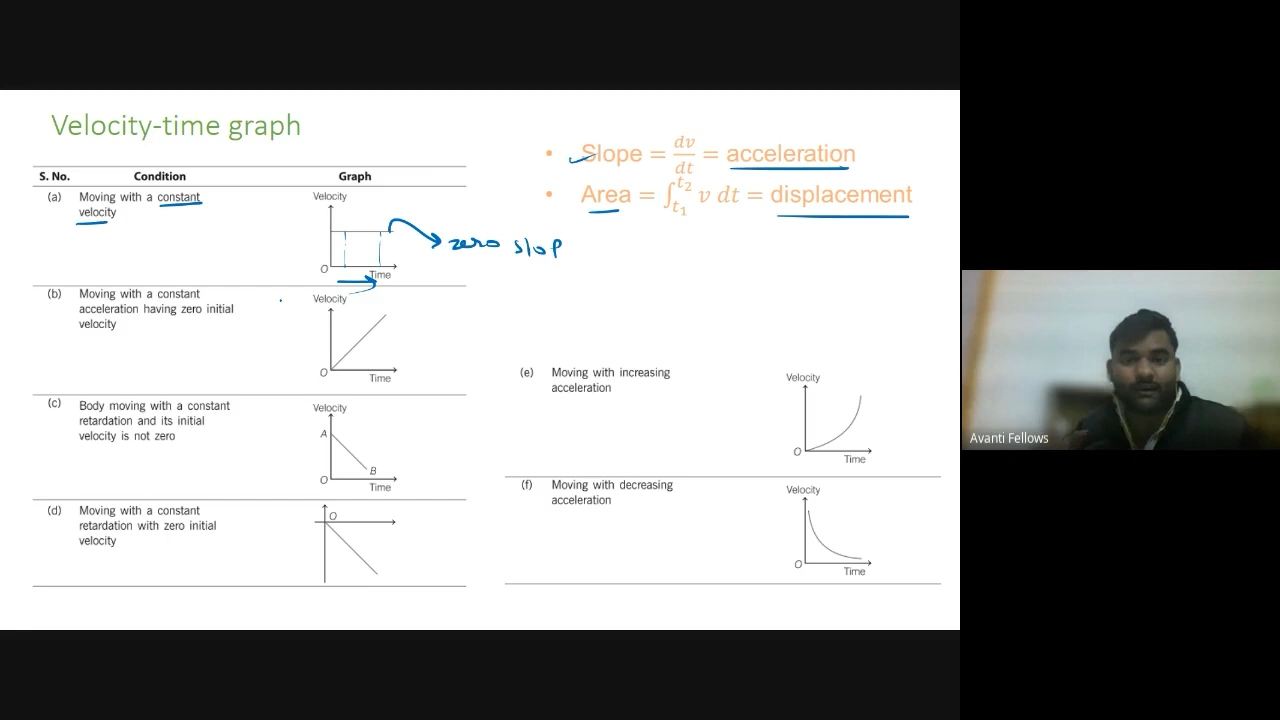 Velocity-time graph
S. No. Condition Graph
(a) Moving with a constant
velocity
Velocity
O
Time
zero slop
(b) Moving with a constant
acceleration having zero initial
velocity
Velocity
O
Time
(c) Body moving with a constant
retardation and its initial
velocity is not zero
Velocity
A
B
O
Time
(d) Moving with a constant
retardation with zero initial
velocity
O
• Slope = dv/dt = acceleration
• Area = ∫t1t2 v dt = displacement
(e) Moving with increasing
acceleration
Velocity
O
Time
(f) Moving with decreasing
acceleration
Velocity
O
Time
Avanti Fellows